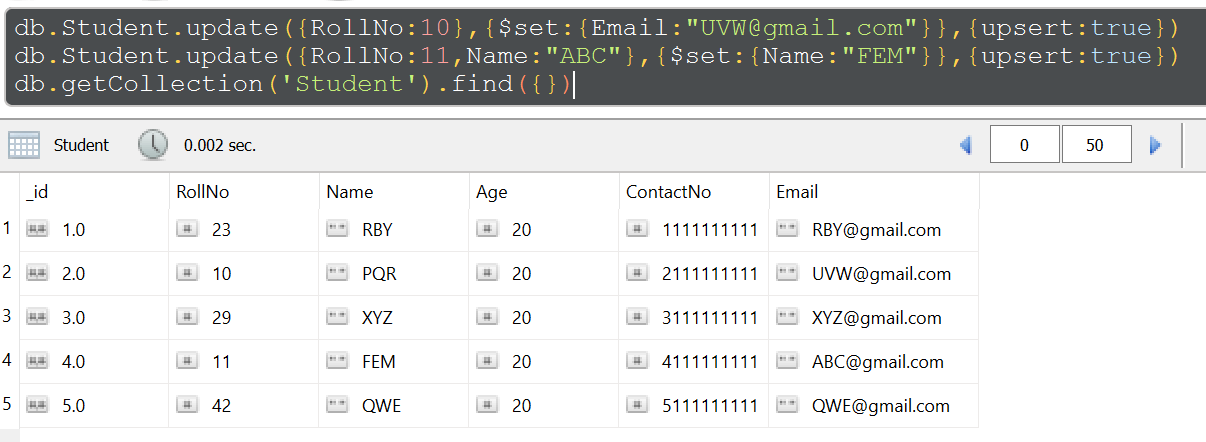 db.Student.update({RollNo:10},{$set:{Email:"UVW@gmail.com"}},{upsert:true})
db.Student.update({RollNo:11,Name:"ABC"},{$set:{Name:"FEM"}},{upsert:true})
db.getCollection('Student').find({})
Student 0.002 sec. 0 50
_id RollNo Name Age ContactNo Email
1 1.0 23 RBY 20 1111111111 RBY@gmail.com
2 2.0 10 PQR 20 2111111111 UVW@gmail.com
3 3.0 29 XYZ 20 3111111111 XYZ@gmail.com
4 4.0 11 FEM 20 4111111111 ABC@gmail.com
5 5.0 42 QWE 20 5111111111 QWE@gmail.com